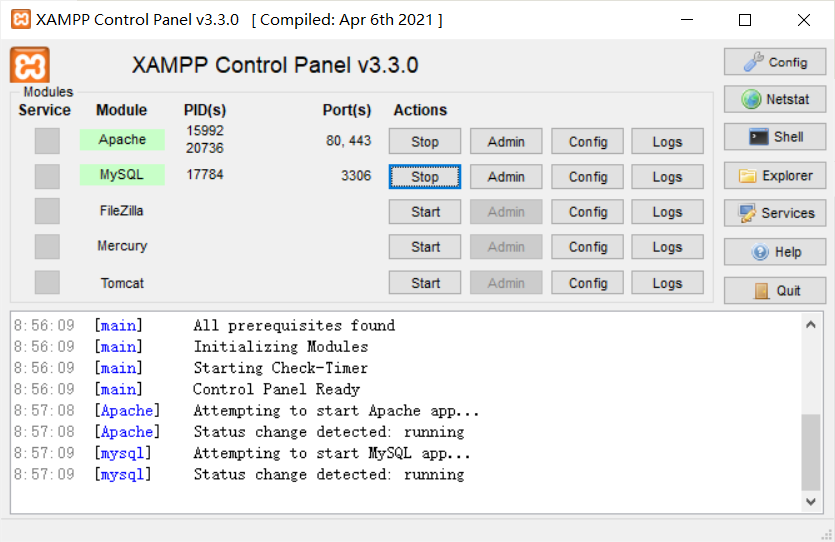 XAMPP Control Panel v3.3.0 [ Compiled: Apr 6th 2021 ]
XAMPP Control Panel v3.3.0
Config
Modules
Service Module PID(s) Port(s) Actions
Netstat
Apache 15992 20736 80, 443 Stop Admin Config Logs
Shell
MySQL 17784 3306 Stop Admin Config Logs
Explorer
FileZilla Start Admin Config Logs
Services
Mercury Start Admin Config Logs
Help
Tomcat Start Admin Config Logs
Quit
8:56:09 [main] All prerequisites found
8:56:09 [main] Initializing Modules
8:56:09 [main] Starting Check-Timer
8:56:09 [main] Control Panel Ready
8:57:08 [Apache] Attempting to start Apache app...
8:57:08 [Apache] Status change detected: running
8:57:09 [mysql] Attempting to start MySQL app...
8:57:09 [mysql] Status change detected: running